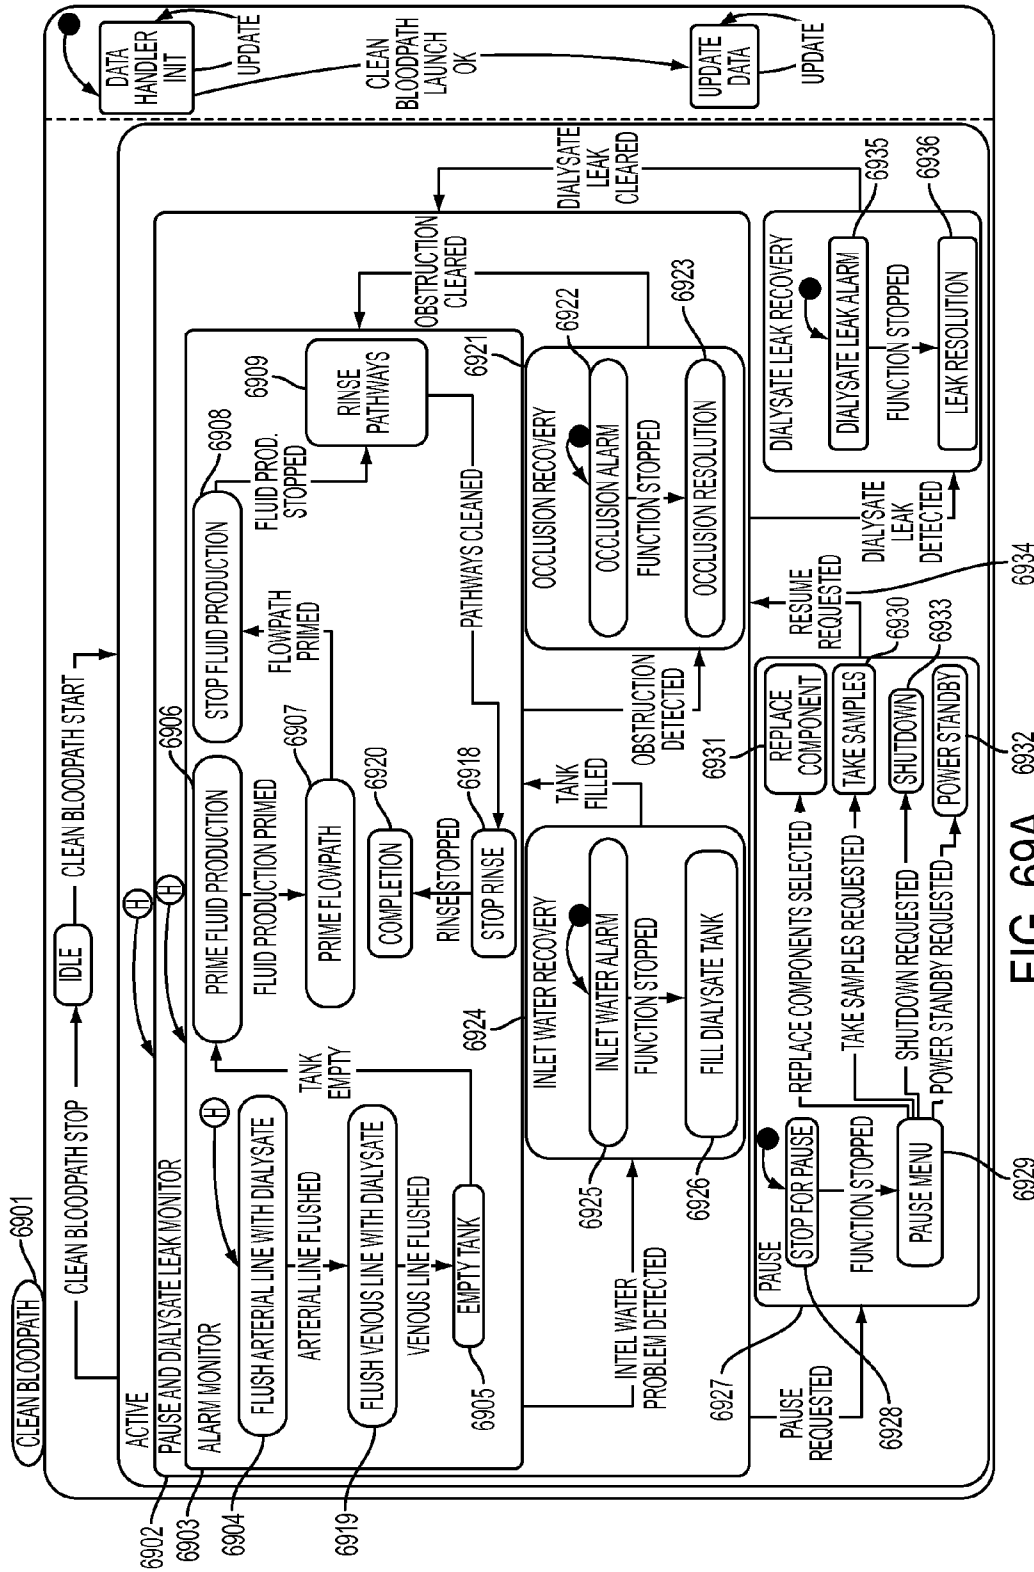 CLEAN BLOODPATH
6901
CLEAN BLOODPATH STOP
IDLE
CLEAN BLOODPATH START
DATA
HANDLER
INIT
UPDATE
CLEAN
BLOODPATH
LAUNCH
OK
UPDATE
DATA
UPDATE
ACTIVE
H
PAUSE AND DIALYSATE LEAK MONITOR
H
6902
ALARM MONITOR
6903
H
6904
FLUSH ARTERIAL LINE WITH DIALYSATE
ARTERIAL LINE FLUSHED
6919
FLUSH VENOUS LINE WITH DIALYSATE
VENOUS LINE FLUSHED
EMPTY TANK
6905
TANK
EMPTY
6906
PRIME FLUID PRODUCTION
FLUID PRODUCTION PRIMED
6907
PRIME FLOWPATH
FLOWPATH
PRIMED
6908
STOP FLUID PRODUCTION
FLUID PROD.
STOPPED
6909
RINSE
PATHWAYS
PATHWAYS CLEANED
6920
COMPLETION
RINSE STOPPED
6918
STOP RINSE
OBSTRUCTION
CLEARED
DIALYSATE
LEAK
CLEARED
INTEL WATER
PROBLEM DETECTED
6924
INLET WATER RECOVERY
6925
INLET WATER ALARM
FUNCTION STOPPED
6926
FILL DIALYSATE TANK
TANK
FILLED
OBSTRUCTION
DETECTED
6921
OCCLUSION RECOVERY
6922
OCCLUSION ALARM
FUNCTION STOPPED
6923
OCCLUSION RESOLUTION
PAUSE
REQUESTED
6927
PAUSE
6928
STOP FOR PAUSE
FUNCTION STOPPED
PAUSE MENU
6929
REPLACE COMPONENTS SELECTED
TAKE SAMPLES REQUESTED
SHUTDOWN REQUESTED
POWER STANDBY REQUESTED
6931
REPLACE
COMPONENT
TAKE SAMPLES
6930
SHUTDOWN
6933
POWER STANDBY
6932
RESUME
REQUESTED
6934
DIALYSATE
LEAK
DETECTED
DIALYSATE LEAK RECOVERY
DIALYSATE LEAK ALARM
6935
FUNCTION STOPPED
LEAK RESOLUTION
6936
FIG. 69A